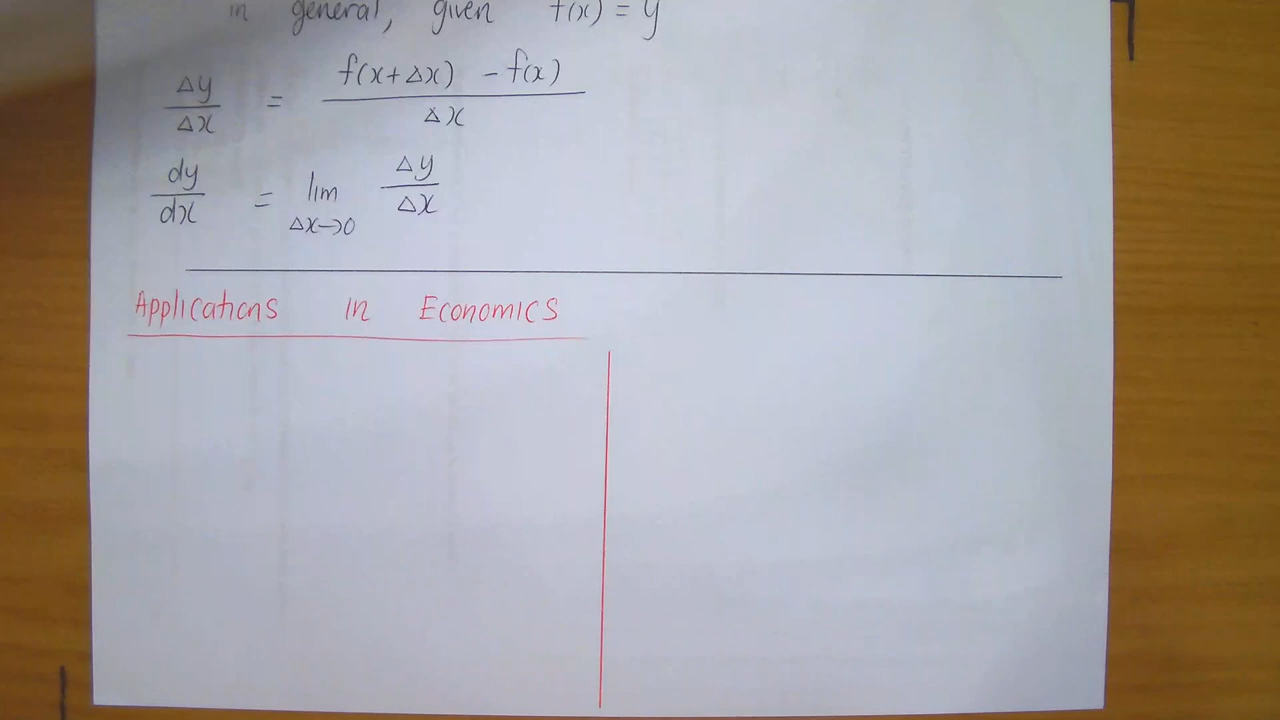 in general, given f(x) = y
Δy/Δx = (f(x+Δx) - f(x))/Δx
dy/dx = lim Δx→0 Δy/Δx
Applications in Economics